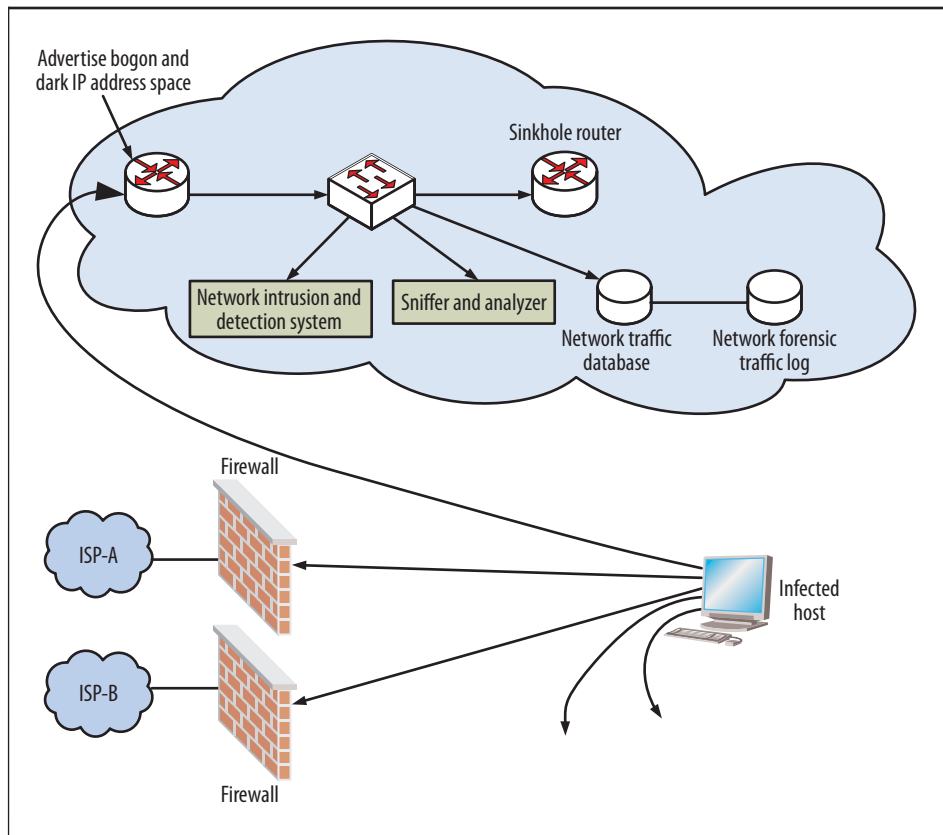 Advertise bogon and
dark IP address space
Sinkhole router
Network intrusion and
detection system
Sniffer and analyzer
Network traffic
database
Network forensic
traffic log
Firewall
ISP-A
Infected
host
ISP-B
Firewall